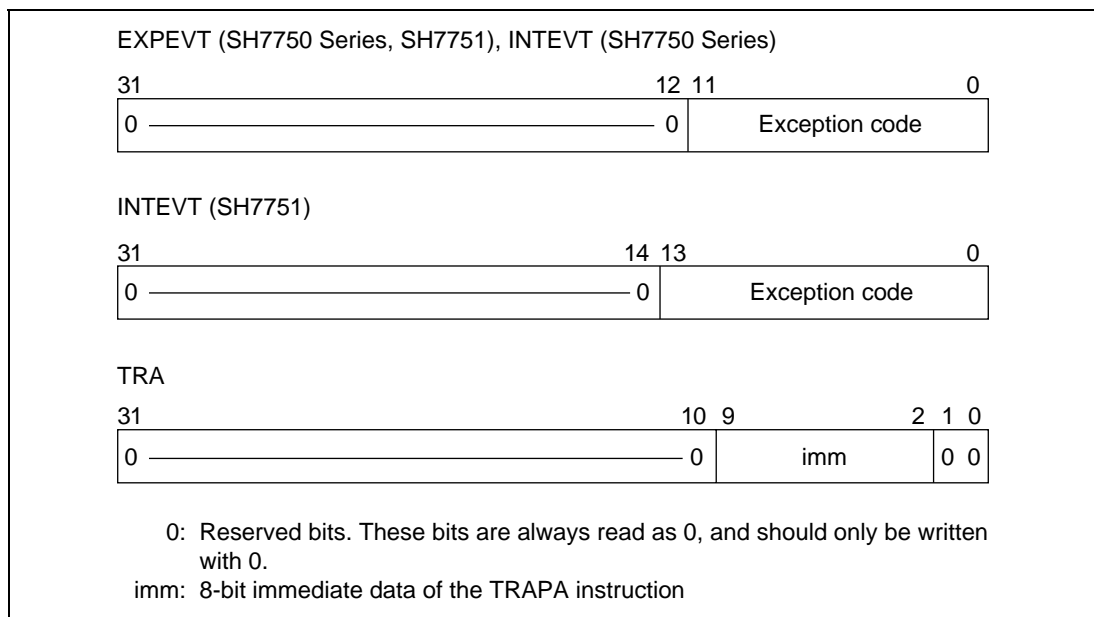 EXPEVT (SH7750 Series, SH7751), INTEVT (SH7750 Series)
31 12 11 0
0 0 Exception code
INTEVT (SH7751)
31 14 13 0
0 0 Exception code
TRA
31 10 9 2 1 0
0 0 imm 0 0
0: Reserved bits. These bits are always read as 0, and should only be written
with 0.
imm: 8-bit immediate data of the TRAPA instruction